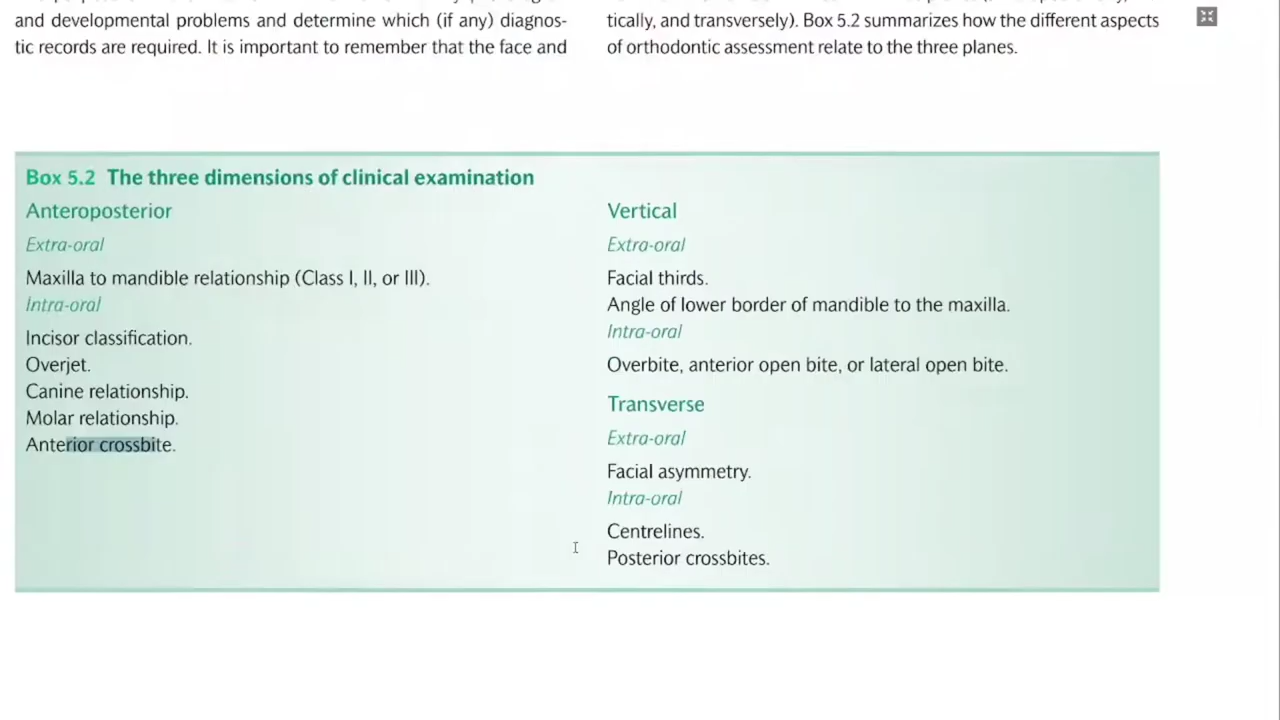 and developmental problems and determine which (if any) diagnos-
tic records are required. It is important to remember that the face and
tically, and transversely). Box 5.2 summarizes how the different aspects
of orthodontic assessment relate to the three planes.
Box 5.2 The three dimensions of clinical examination
Anteroposterior
Extra-oral
Maxilla to mandible relationship (Class I, II, or III).
Intra-oral
Incisor classification.
Overjet.
Canine relationship.
Molar relationship.
Anterior crossbite.
Vertical
Extra-oral
Facial thirds.
Angle of lower border of mandible to the maxilla.
Intra-oral
Overbite, anterior open bite, or lateral open bite.
Transverse
Extra-oral
Facial asymmetry.
Intra-oral
Centrelines.
Posterior crossbites.